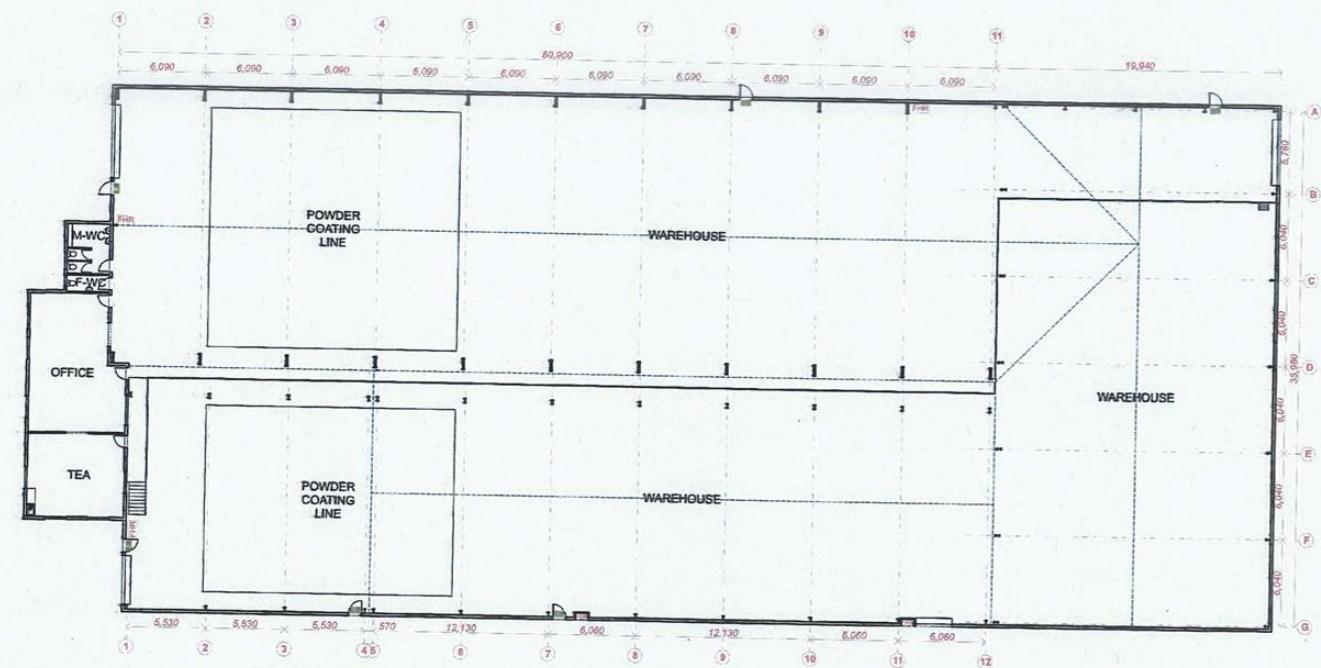 1 2 3 4 5 6 7 8 9 10 11
60,900 19,940
6,090 6,090 6,090 6,090 6,090 6,090 6,090 6,090 6,090 6,090
FHR
A
5,780
B
FHR
M-WC
POWDER
COATING
LINE
WAREHOUSE
6,040
F-WC
C
6,040
35,980
OFFICE
D
WAREHOUSE
6,040
TEA
E
POWDER
COATING
LINE
WAREHOUSE
6,040
FHR
F
6,040
G
5,530 5,530 5,530 570 12,130 6,060 12,130 6,060 6,060
1 2 3 4 5 6 7 8 9 10 11 12